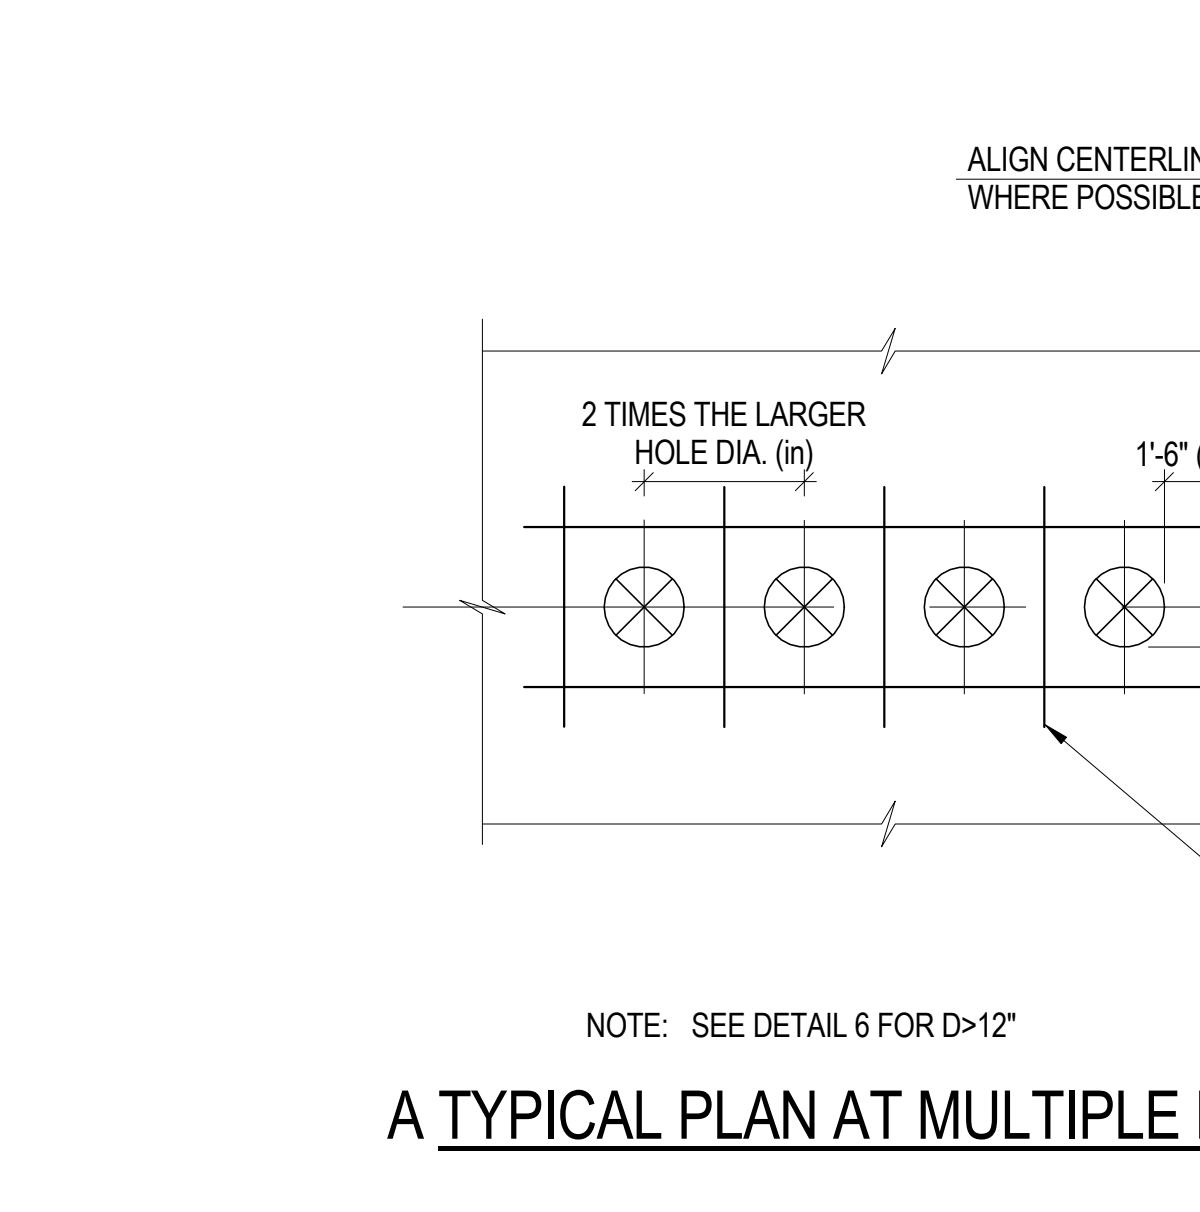 ALIGN CENTERLIN
WHERE POSSIBLE
2 TIMES THE LARGER
HOLE DIA. (in)
1'-6" (
NOTE: SEE DETAIL 6 FOR D>12"
A TYPICAL PLAN AT MULTIPLE